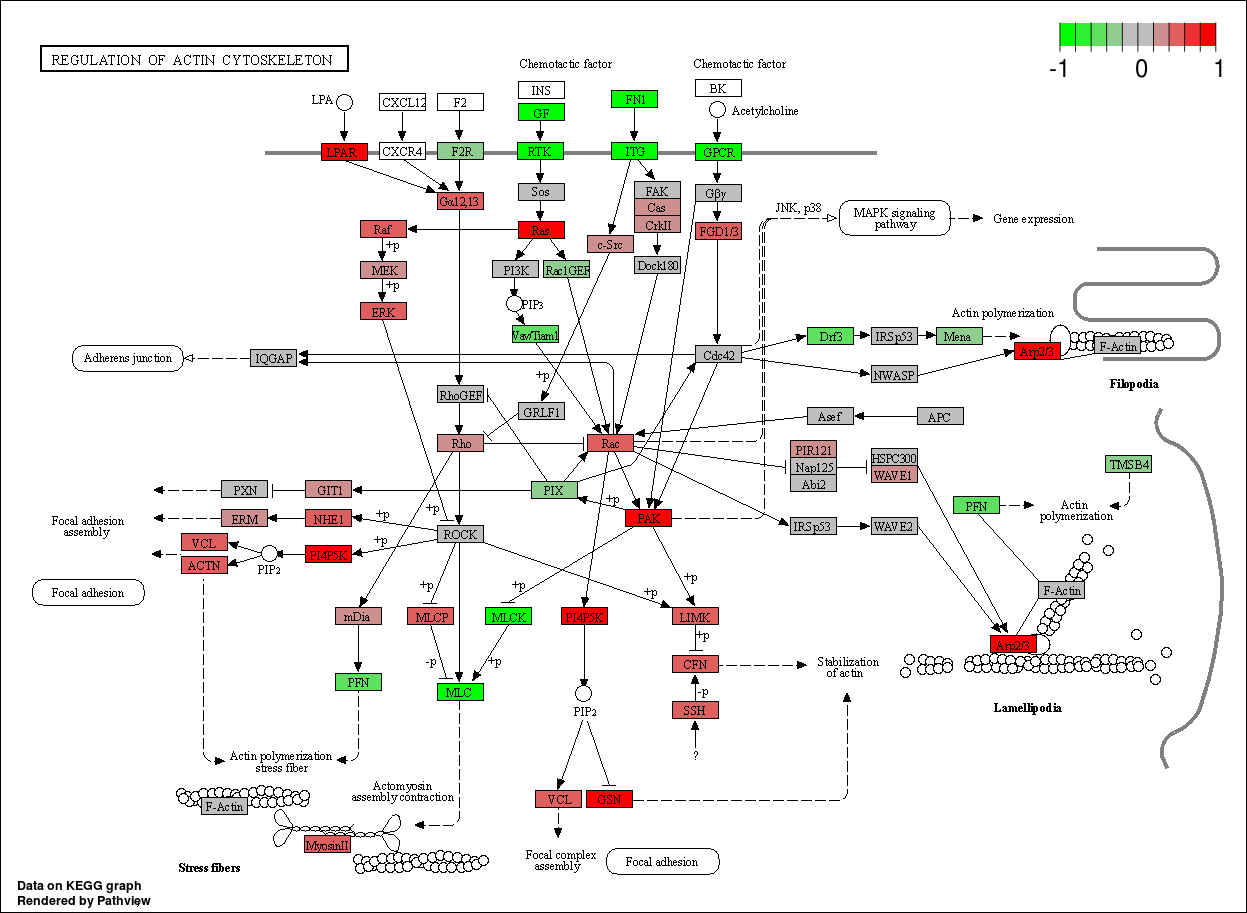 REGULATION OF ACTIN CYTOSKELETON
-1 0 1
Chemotactic factor
Chemotactic factor
LPA
CXCL12
F2
INS
GF
FN1
BK
Acetylcholine
LPAR
CXCR4
F2R
RTK
ITG
GPCR
Gα12,13
Sos
FAK
Cas
CrkII
Gβγ
JNK, p38
MAPK signaling
pathway
Gene expression
Raf
Ras
c-Src
FGD1/3
+p
MEK
PI3K
Rac1GEF
Dock180
+p
ERK
PIP3
Vav/Tiam1
Actin polymerization
Drf3
IRSp53
Mena
Adherens junction
IQGAP
Cdc42
Arp2/3
F-Actin
NWASP
Filopodia
+p
RhoGEF
GRLF1
Asef
APC
Rho
Rac
PIR121
Nap125
Abi2
HSPC300
WAVE1
TMSB4
PXN
GIT1
PIX
+p
PFN
Actin
polymerization
Focal adhesion
assembly
ERM
NHE1
+p
+p
PAK
IRSp53
WAVE2
VCL
ACTN
PIP2
PI4P5K
+p
ROCK
Focal adhesion
+p
+p
+p
+p
F-Actin
mDia
MLCP
MLCK
PI4P5K
LIMK
+p
Arp2/3
-p
+p
CFN
Stabilization
of actin
PFN
MLC
-p
SSH
PIP2
Lamellipodia
?
Actin polymerization
stress fiber
Actomyosin
assembly contraction
F-Actin
VCL
GSN
MyosinII
Stress fibers
Focal complex
assembly
Focal adhesion
Data on KEGG graph
Rendered by Pathview